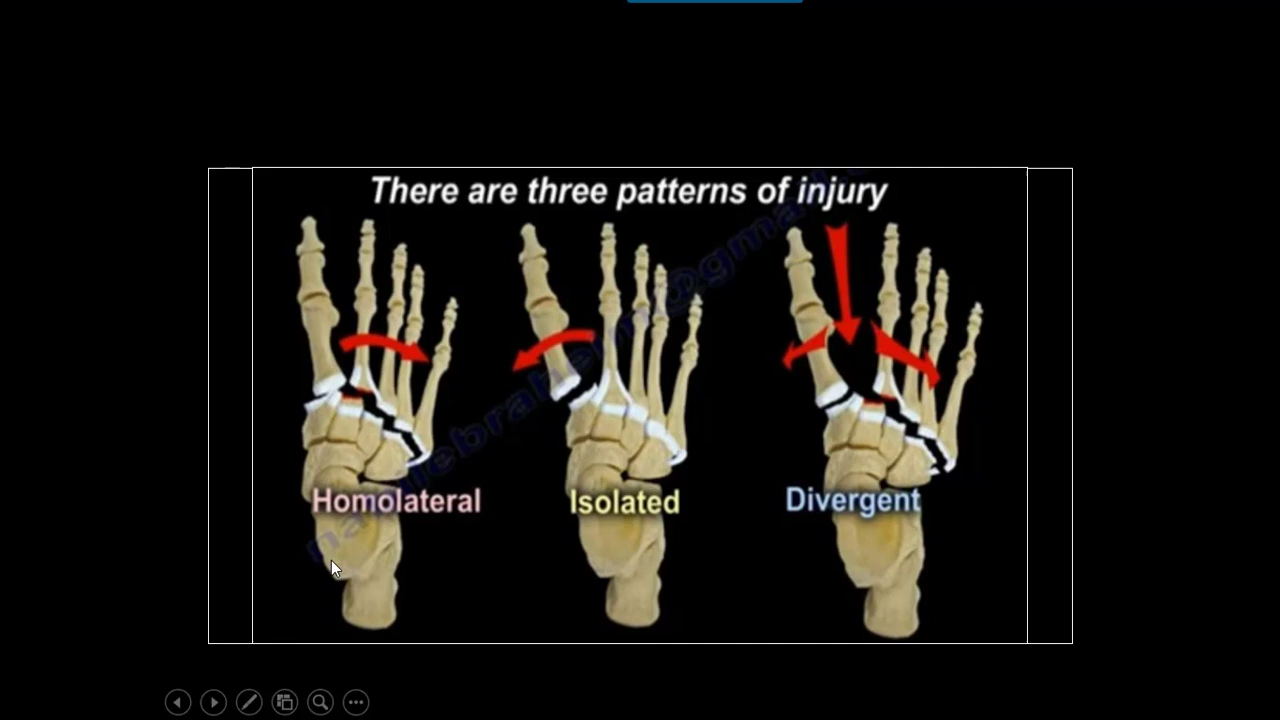 There are three patterns of injury
Homolateral
Isolated
Divergent